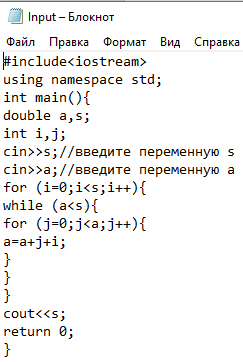 Input – Блокнот
Файл Правка Формат Вид Справка
#include<iostream>
using namespace std;
int main(){
double a,s;
int i,j;
cin>>s;//введите переменную s
cin>>a;//введите переменную a
for (i=0;i<s;i++){
while (a<s){
for (j=0;j<a;j++){
a=a+j+i;
}
}
}
cout<<s;
return 0;
}